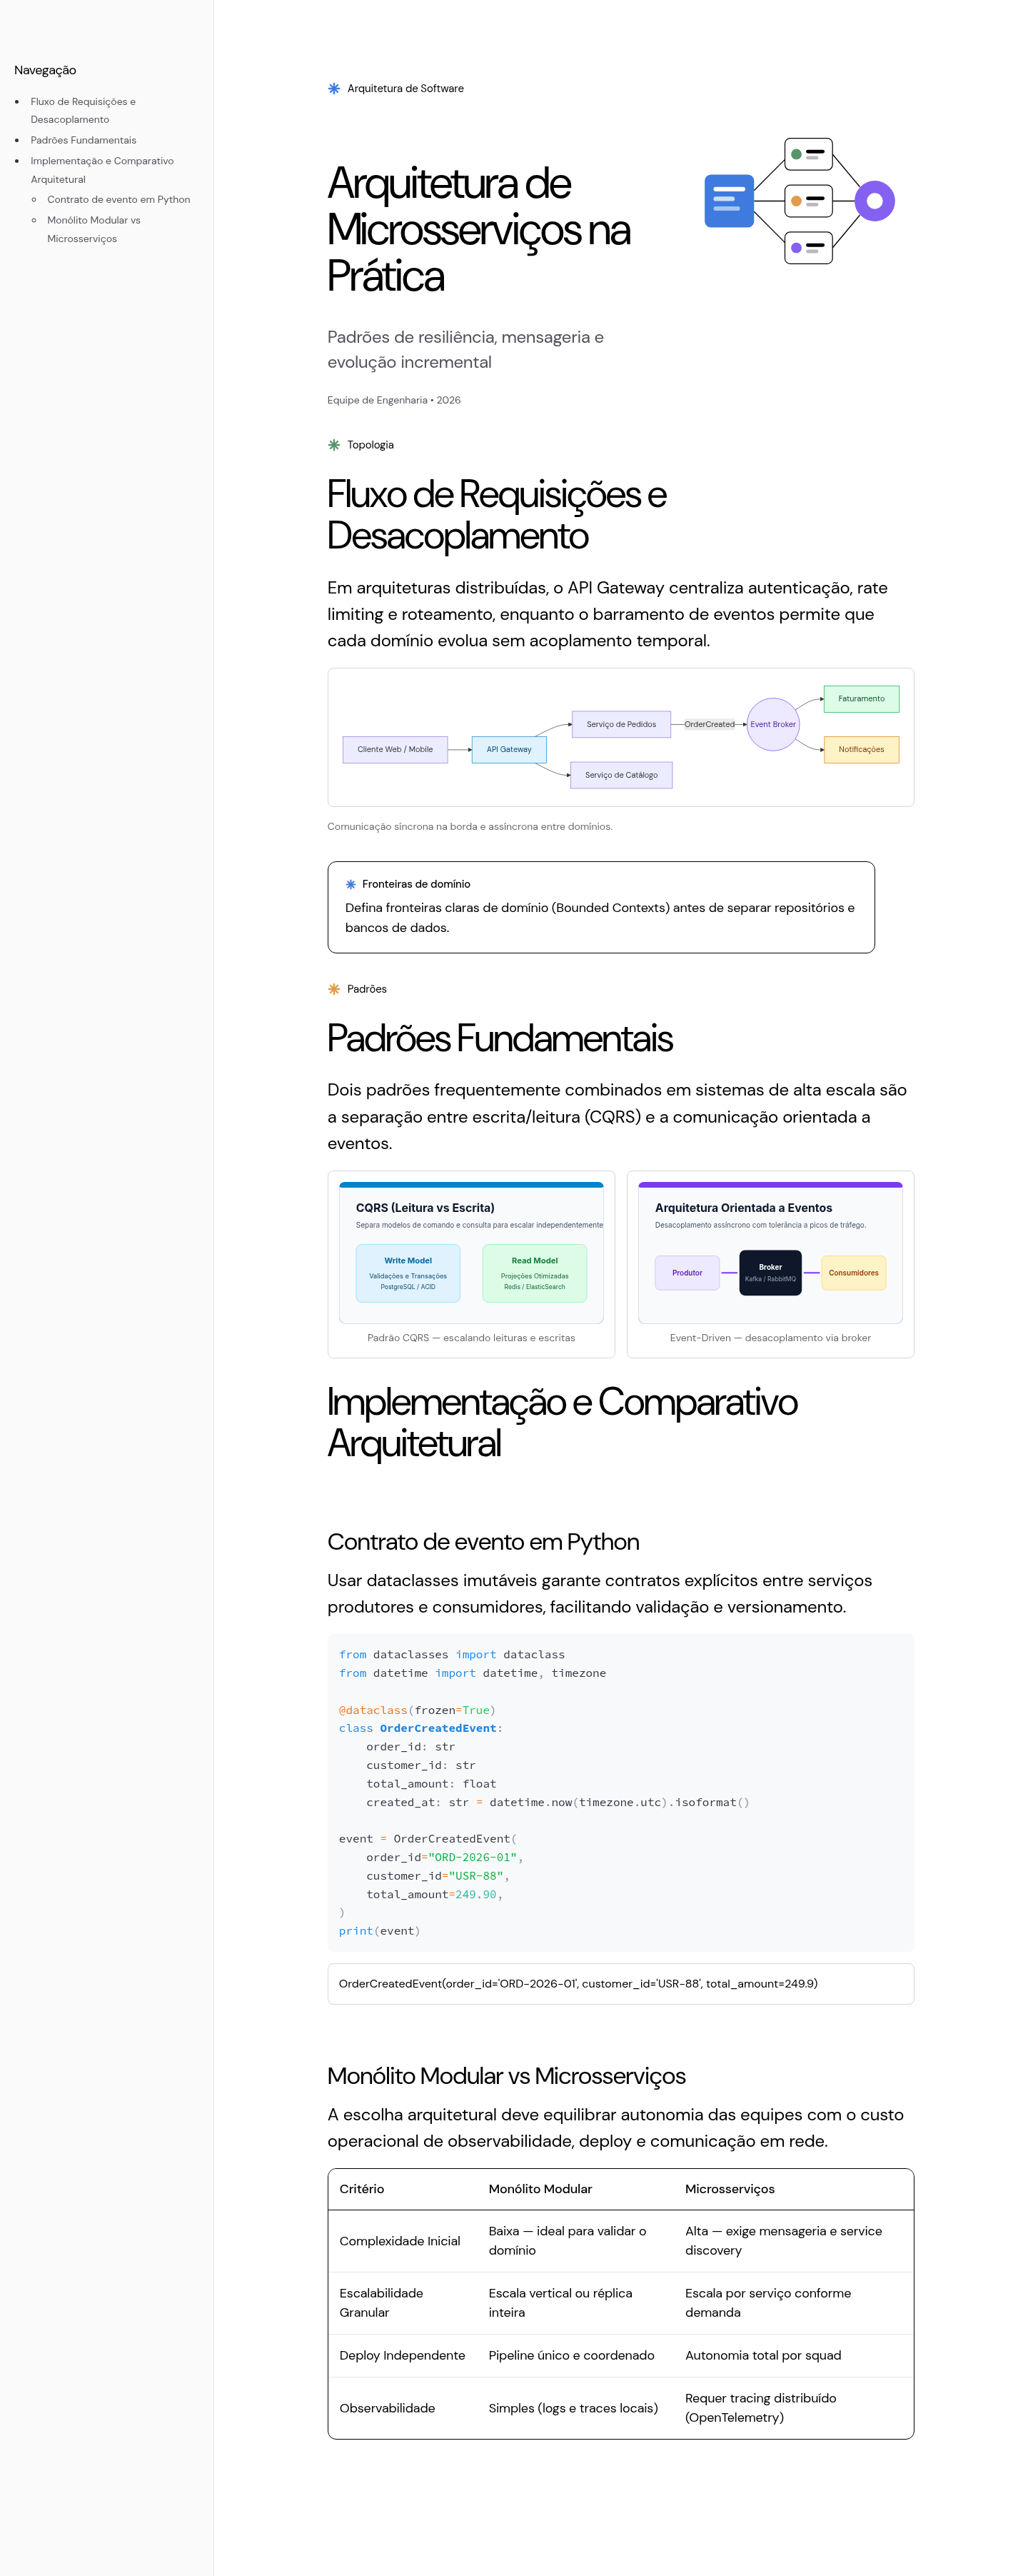 Navegação
Fluxo de Requisições e
Desacoplamento
Padrões Fundamentais
Implementação e Comparativo
Arquitetural
Contrato de evento em Python
Monólito Modular vs
Microsserviços
Arquitetura de Software
Arquitetura de
Microsserviços na
Prática
Padrões de resiliência, mensageria e
evolução incremental
Equipe de Engenharia • 2026
Topologia
Fluxo de Requisições e
Desacoplamento
Em arquiteturas distribuídas, o API Gateway centraliza autenticação, rate
limiting e roteamento, enquanto o barramento de eventos permite que
cada domínio evolua sem acoplamento temporal.
Cliente Web / Mobile
API Gateway
Serviço de Pedidos
Serviço de Catálogo
OrderCreated
Event Broker
Faturamento
Notificações
Comunicação síncrona na borda e assíncrona entre domínios.
Fronteiras de domínio
Defina fronteiras claras de domínio (Bounded Contexts) antes de separar repositórios e
bancos de dados.
Padrões
Padrões Fundamentais
Dois padrões frequentemente combinados em sistemas de alta escala são
a separação entre escrita/leitura (CQRS) e a comunicação orientada a
eventos.
CQRS (Leitura vs Escrita)
Separa modelos de comando e consulta para escalar independentemente
Write Model
Validações e Transações
PostgreSQL / ACID
Read Model
Projeções Otimizadas
Redis / ElasticSearch
Padrão CQRS — escalando leituras e escritas
Arquitetura Orientada a Eventos
Desacoplamento assíncrono com tolerância a picos de tráfego.
Produtor
Broker
Kafka / RabbitMQ
Consumidores
Event-Driven — desacoplamento via broker
Implementação e Comparativo
Arquitetural
Contrato de evento em Python
Usar dataclasses imutáveis garante contratos explícitos entre serviços
produtores e consumidores, facilitando validação e versionamento.
from dataclasses import dataclass
from datetime import datetime, timezone
@dataclass(frozen=True)
class OrderCreatedEvent:
order_id: str
customer_id: str
total_amount: float
created_at: str = datetime.now(timezone.utc).isoformat()
event = OrderCreatedEvent(
order_id="ORD-2026-01",
customer_id="USR-88",
total_amount=249.90,
)
print(event)
OrderCreatedEvent(order_id='ORD-2026-01', customer_id='USR-88', total_amount=249.9)
Monólito Modular vs Microsserviços
A escolha arquitetural deve equilibrar autonomia das equipes com o custo
operacional de observabilidade, deploy e comunicação em rede.
Critério
Monólito Modular
Microsserviços
Complexidade Inicial
Baixa — ideal para validar o
domínio
Alta — exige mensageria e service
discovery
Escalabilidade
Granular
Escala vertical ou réplica
inteira
Escala por serviço conforme
demanda
Deploy Independente
Pipeline único e coordenado
Autonomia total por squad
Observabilidade
Simples (logs e traces locais)
Requer tracing distribuído
(OpenTelemetry)